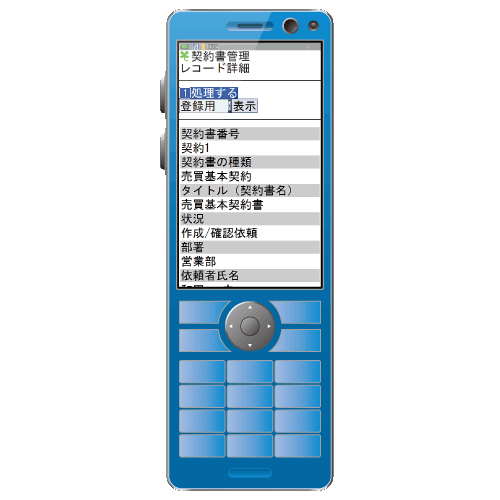 契約書管理
レコード詳細
1処理する
登録用 表示
契約書番号
契約1
契約書の種類
売買基本契約
タイトル（契約書名）
売買基本契約書
状況
作成/確認依頼
部署
営業部
依頼者氏名